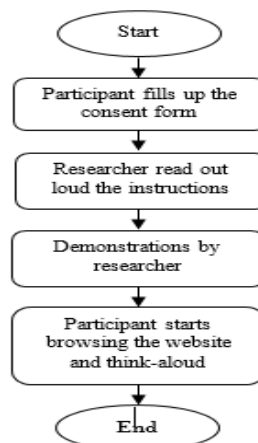 Start
Participant fills up the
consent form
Researcher read out
loud the instructions
Demonstrations by
researcher
Participant starts
browsing the website
and think-aloud
End